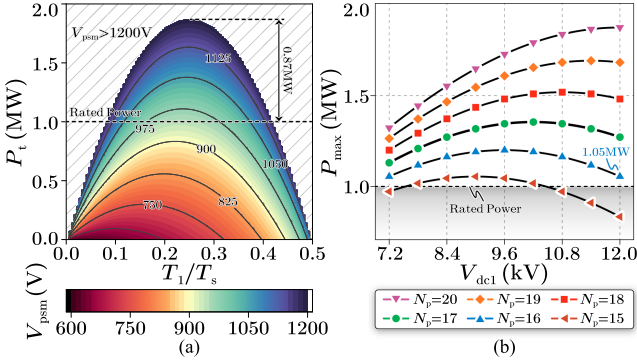 V_psm>1200V
1125
0.87MW
Rated Power
975
1050
900
825
750
2.0
1.5
1.0
0.5
0.0
P_t (MW)
0.0 0.1 0.2 0.3 0.4 0.5
T_1/T_s
V_psm (V)
600 750 900 1050 1200
(a)
2.0
1.5
1.0
P_max (MW)
1.05MW
Rated Power
7.2 8.4 9.6 10.8 12.0
V_dc1 (kV)
N_p=20 N_p=19 N_p=18
N_p=17 N_p=16 N_p=15
(b)